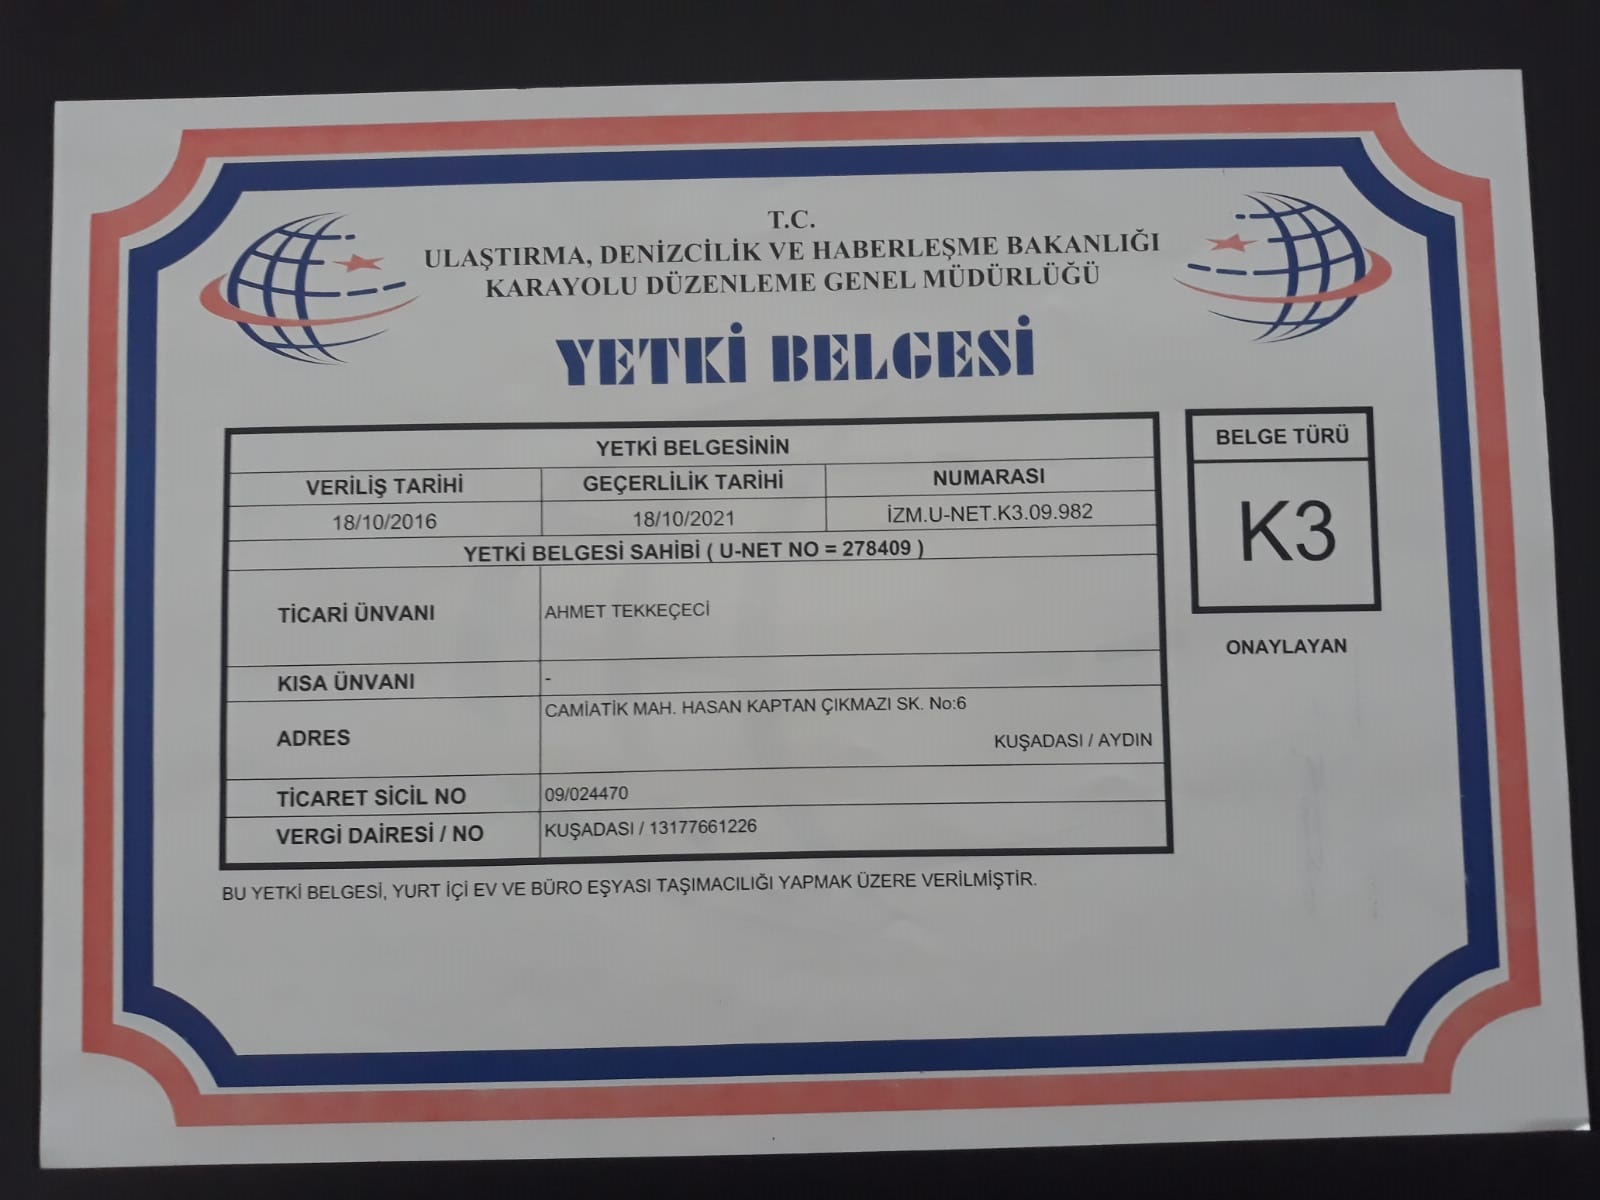 T.C.
ULAŞTIRMA, DENİZCİLİK VE HABERLEŞME BAKANLIĞI
KARAYOLU DÜZENLEME GENEL MÜDÜRLÜĞÜ
YETKİ BELGESİ
YETKİ BELGESİNİN
VERİLİŞ TARİHİ GEÇERLİLİK TARİHİ NUMARASI
18/10/2016 18/10/2021 İZM.U-NET.K3.09.982
YETKİ BELGESİ SAHİBİ ( U-NET NO = 278409 )
TİCARİ ÜNVANI AHMET TEKKEÇECİ
KISA ÜNVANI -
ADRES CAMİATİK MAH. HASAN KAPTAN ÇIKMAZI SK. No:6
KUŞADASI / AYDIN
TİCARET SİCİL NO 09/024470
VERGİ DAİRESİ / NO KUŞADASI / 13177661226
BU YETKİ BELGESİ, YURT İÇİ EV VE BÜRO EŞYASI TAŞIMACILIĞI YAPMAK ÜZERE VERİLMİŞTİR.
BELGE TÜRÜ
K3
ONAYLAYAN